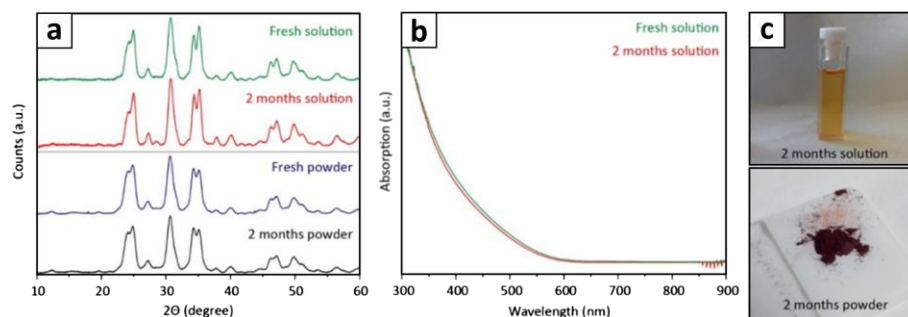 a
Fresh solution
2 months solution
Fresh powder
2 months powder
Counts (a.u.)
10 20 30 40 50 60
2Θ (degree)
b
Fresh solution
2 months solution
Absorption (a.u.)
300 400 500 600 700 800 900
Wavelength (nm)
c
2 months solution
2 months powder